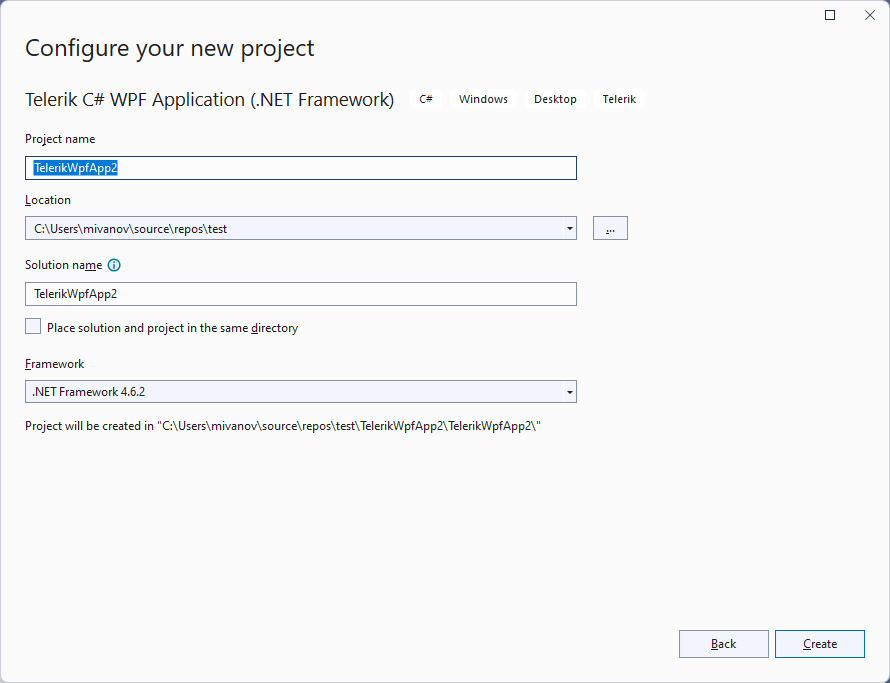 Configure your new project
Telerik C# WPF Application (.NET Framework) C# Windows Desktop Telerik
Project name
TelerikWpfApp2
Location
C:\Users\mivanov\source\repos\test
...
Solution name
TelerikWpfApp2
Place solution and project in the same directory
Framework
.NET Framework 4.6.2
Project will be created in "C:\Users\mivanov\source\repos\test\TelerikWpfApp2\TelerikWpfApp2\"
Back Create